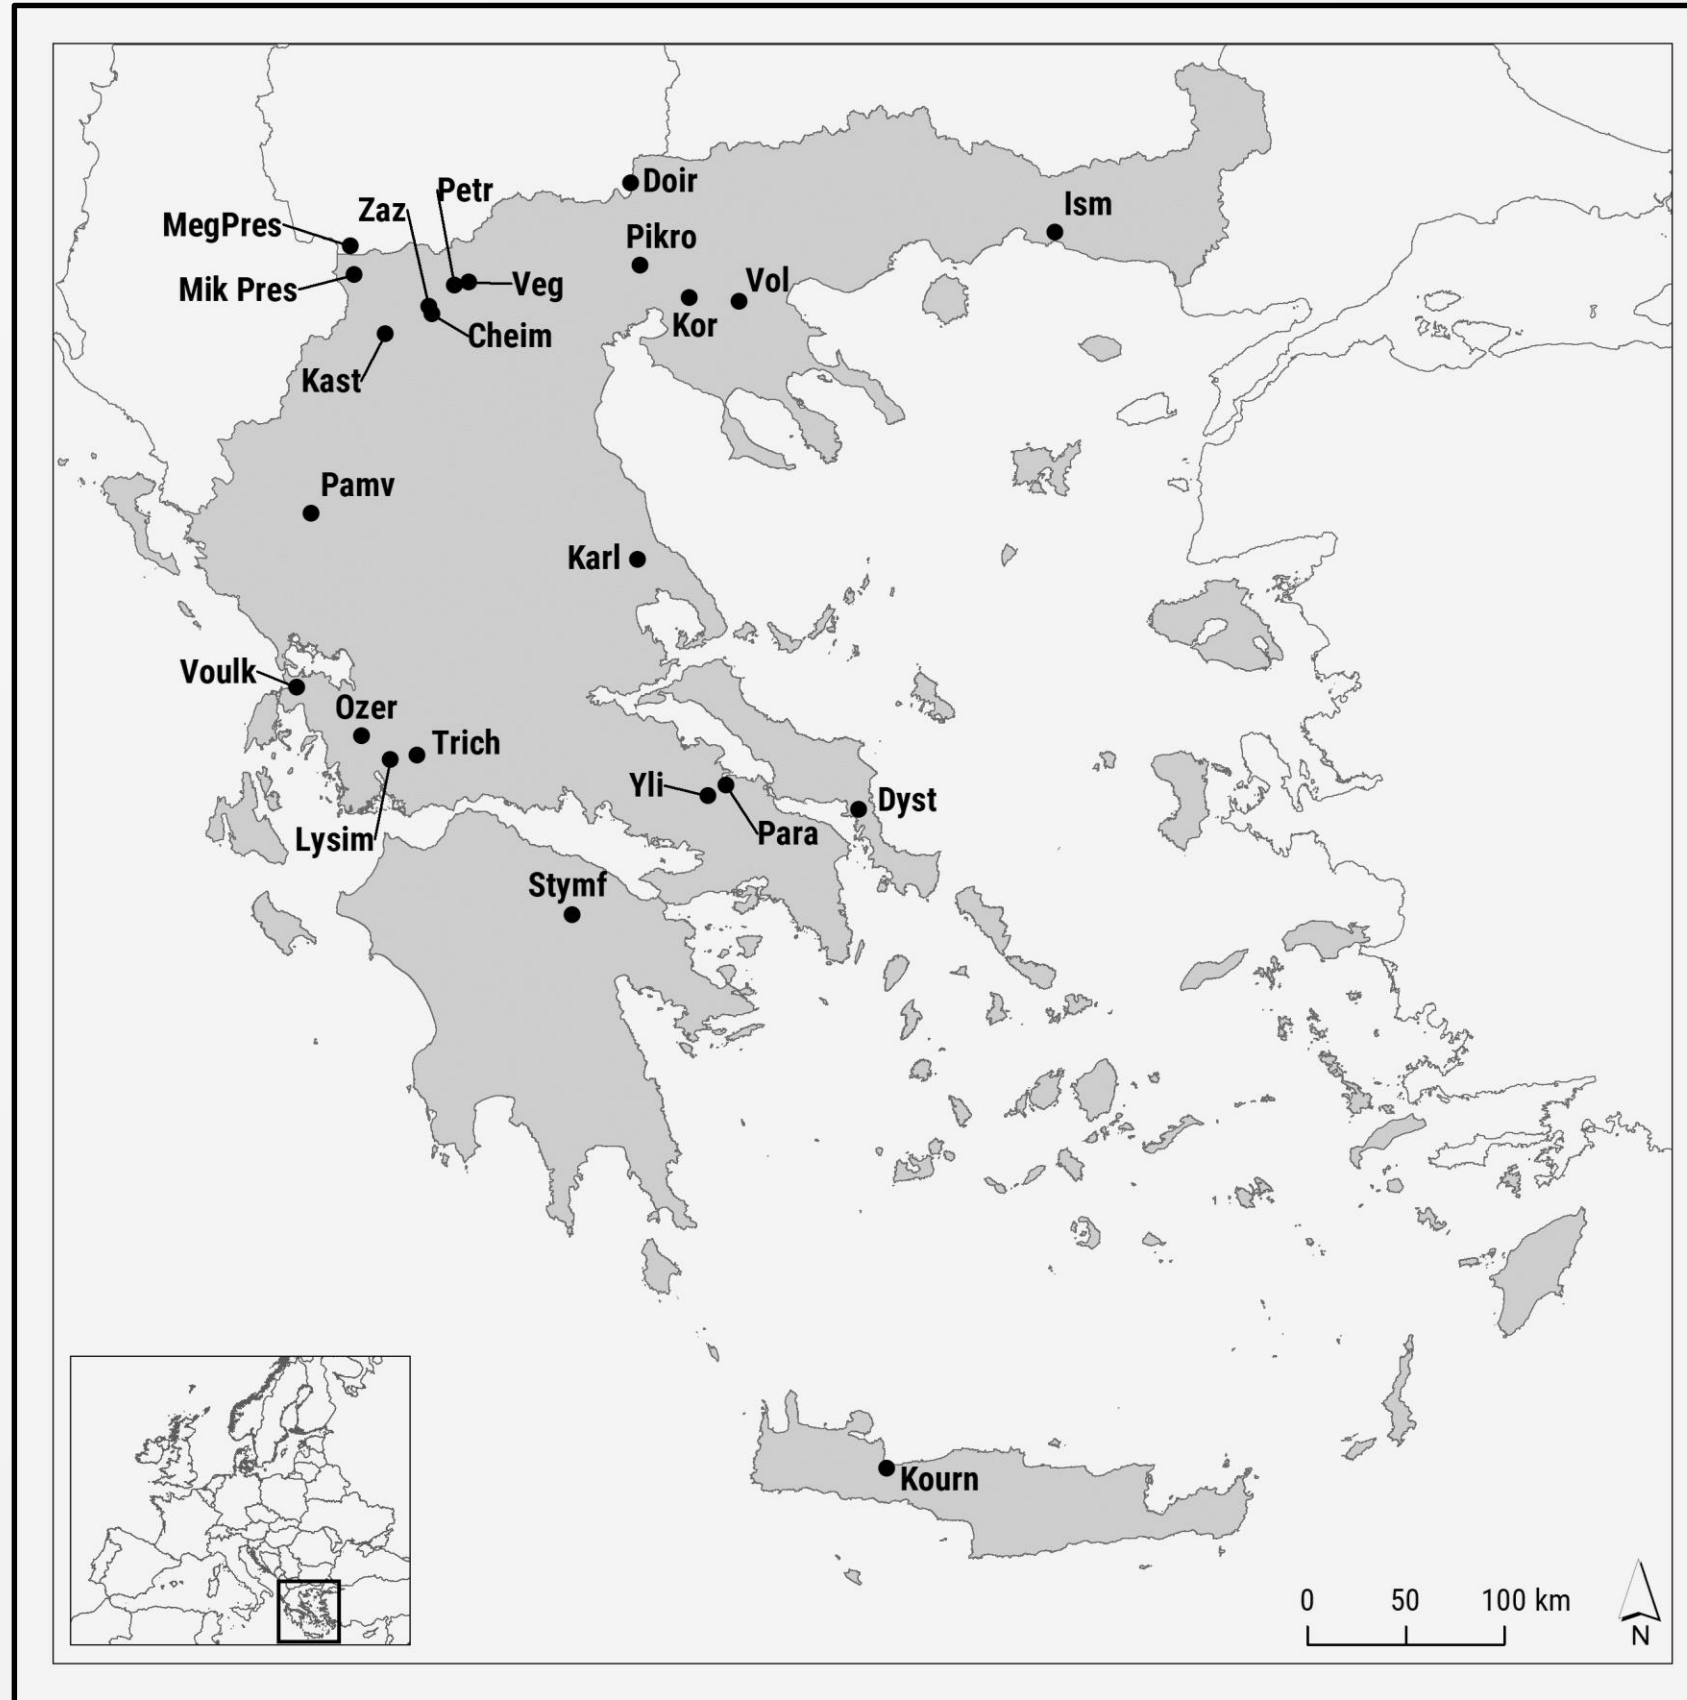 Doir
Petr
Ism
Zaz
MegPres
Pikro
Mik Pres
Veg
Vol
Kor
Cheim
Kast
Pamv
Karl
Voulk
Ozer
Trich
Yli
Dyst
Para
Lysim
Stymf
Kourn
0 50 100 km
N